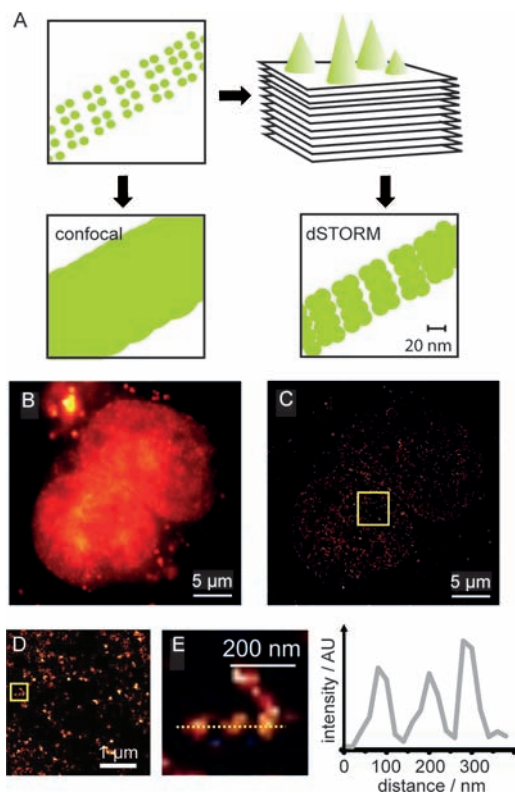 A
confocal
dSTORM
20 nm
B
5 µm
C
5 µm
D
1 µm
E
200 nm
intensity / AU
0 100 200 300
distance / nm